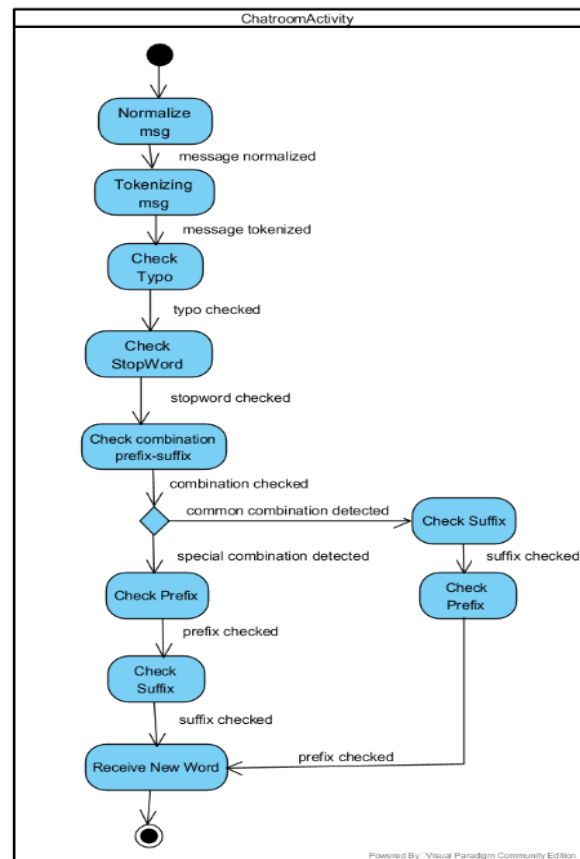 ChatroomActivity
Normalize
msg
message normalized
Tokenizing
msg
message tokenized
Check
Typo
typo checked
Check
StopWord
stopword checked
Check combination
prefix-suffix
combination checked
common combination detected
Check Suffix
special combination detected
suffix checked
Check Prefix
Check
Prefix
prefix checked
Check
Suffix
suffix checked
prefix checked
Receive New Word
Powered By Visual Paradigm Community Edition